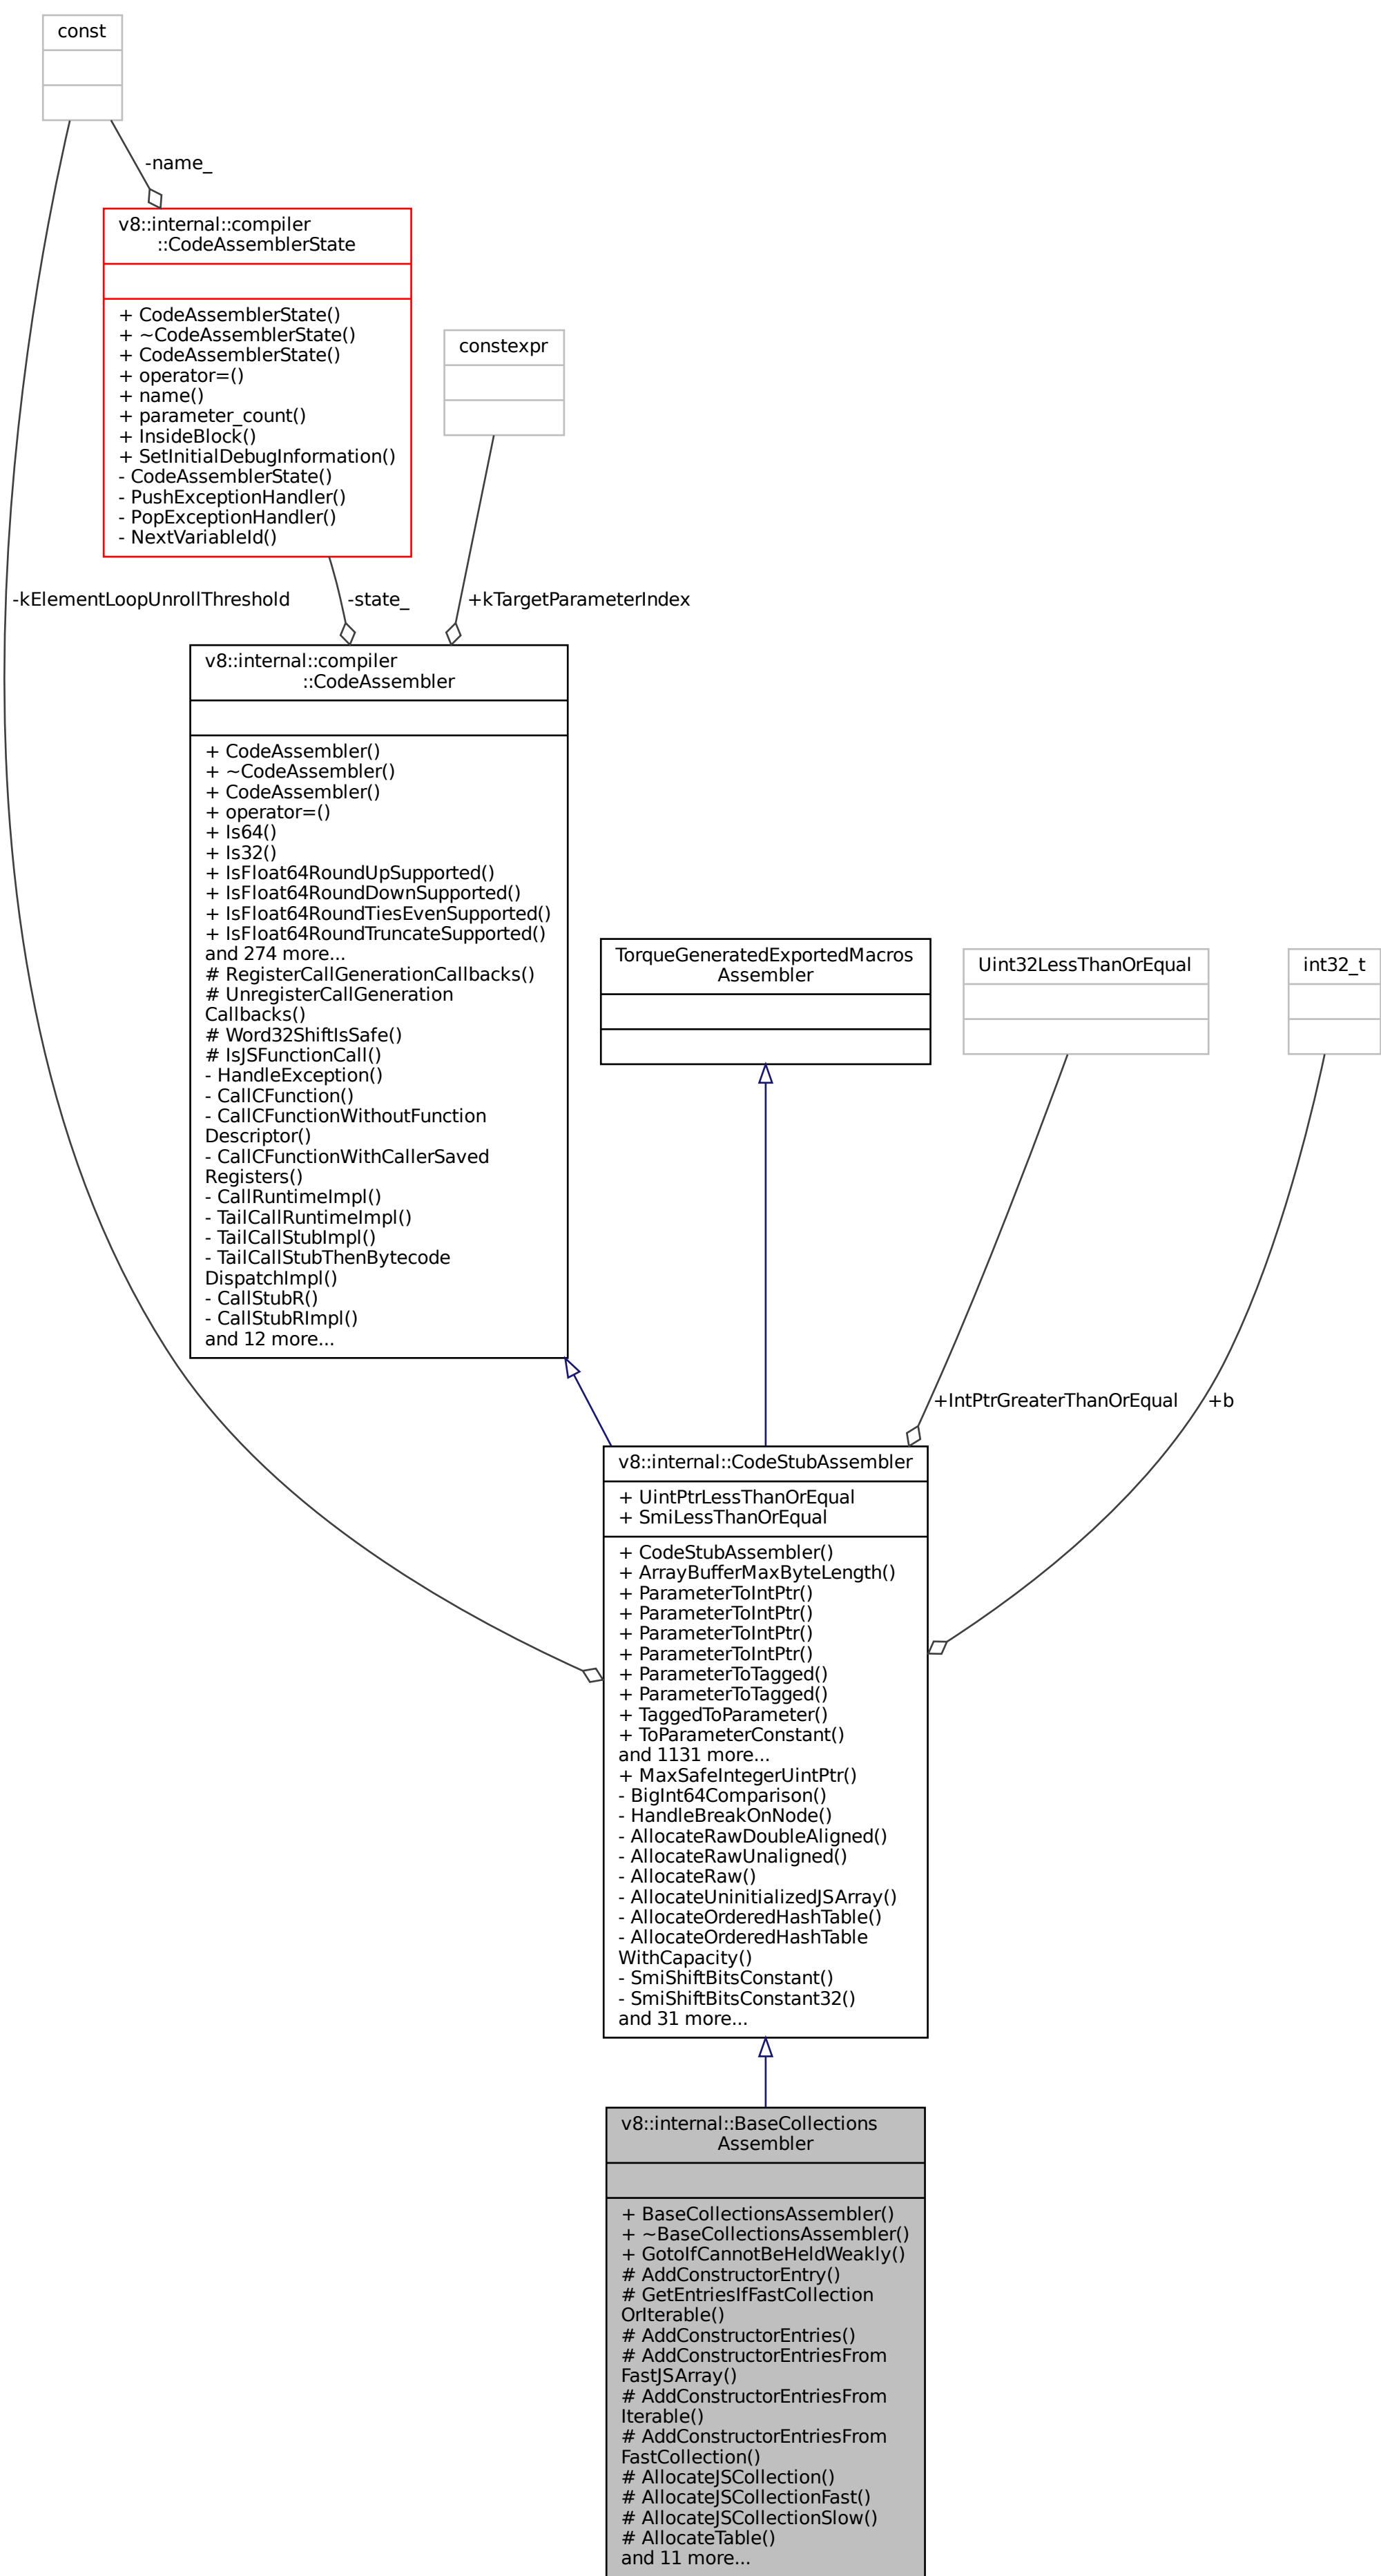 const
-name_
v8::internal::compiler
::CodeAssemblerState
+ CodeAssemblerState()
+ ~CodeAssemblerState()
+ CodeAssemblerState()
+ operator=()
+ name()
+ parameter_count()
+ InsideBlock()
+ SetInitialDebugInformation()
- CodeAssemblerState()
- PushExceptionHandler()
- PopExceptionHandler()
- NextVariableId()
constexpr
-kElementLoopUnrollThreshold
-state_
+kTargetParameterIndex
v8::internal::compiler
::CodeAssembler
+ CodeAssembler()
+ ~CodeAssembler()
+ CodeAssembler()
+ operator=()
+ Is64()
+ Is32()
+ IsFloat64RoundUpSupported()
+ IsFloat64RoundDownSupported()
+ IsFloat64RoundTiesEvenSupported()
+ IsFloat64RoundTruncateSupported()
and 274 more...
# RegisterCallGenerationCallbacks()
# UnregisterCallGeneration
Callbacks()
# Word32ShiftIsSafe()
# IsJSFunctionCall()
- HandleException()
- CallCFunction()
- CallCFunctionWithoutFunction
Descriptor()
- CallCFunctionWithCallerSaved
Registers()
- CallRuntimeImpl()
- TailCallRuntimeImpl()
- TailCallStubImpl()
- TailCallStubThenBytecode
DispatchImpl()
- CallStubR()
- CallStubRImpl()
and 12 more...
TorqueGeneratedExportedMacros
Assembler
Uint32LessThanOrEqual
int32_t
+IntPtrGreaterThanOrEqual
+b
v8::internal::CodeStubAssembler
+ UintPtrLessThanOrEqual
+ SmiLessThanOrEqual
+ CodeStubAssembler()
+ ArrayBufferMaxByteLength()
+ ParameterToIntPtr()
+ ParameterToIntPtr()
+ ParameterToIntPtr()
+ ParameterToIntPtr()
+ ParameterToTagged()
+ ParameterToTagged()
+ TaggedToParameter()
+ ToParameterConstant()
and 1131 more...
+ MaxSafeIntegerUintPtr()
- BigInt64Comparison()
- HandleBreakOnNode()
- AllocateRawDoubleAligned()
- AllocateRawUnaligned()
- AllocateRaw()
- AllocateUninitializedJSArray()
- AllocateOrderedHashTable()
- AllocateOrderedHashTable
WithCapacity()
- SmiShiftBitsConstant()
- SmiShiftBitsConstant32()
and 31 more...
v8::internal::BaseCollections
Assembler
+ BaseCollectionsAssembler()
+ ~BaseCollectionsAssembler()
+ GotoIfCannotBeHeldWeakly()
# AddConstructorEntry()
# GetEntriesIfFastCollection
OrIterable()
# AddConstructorEntries()
# AddConstructorEntriesFrom
FastJSArray()
# AddConstructorEntriesFrom
Iterable()
# AddConstructorEntriesFrom
FastCollection()
# AllocateJSCollection()
# AllocateJSCollectionFast()
# AllocateJSCollectionSlow()
# AllocateTable()
and 11 more...